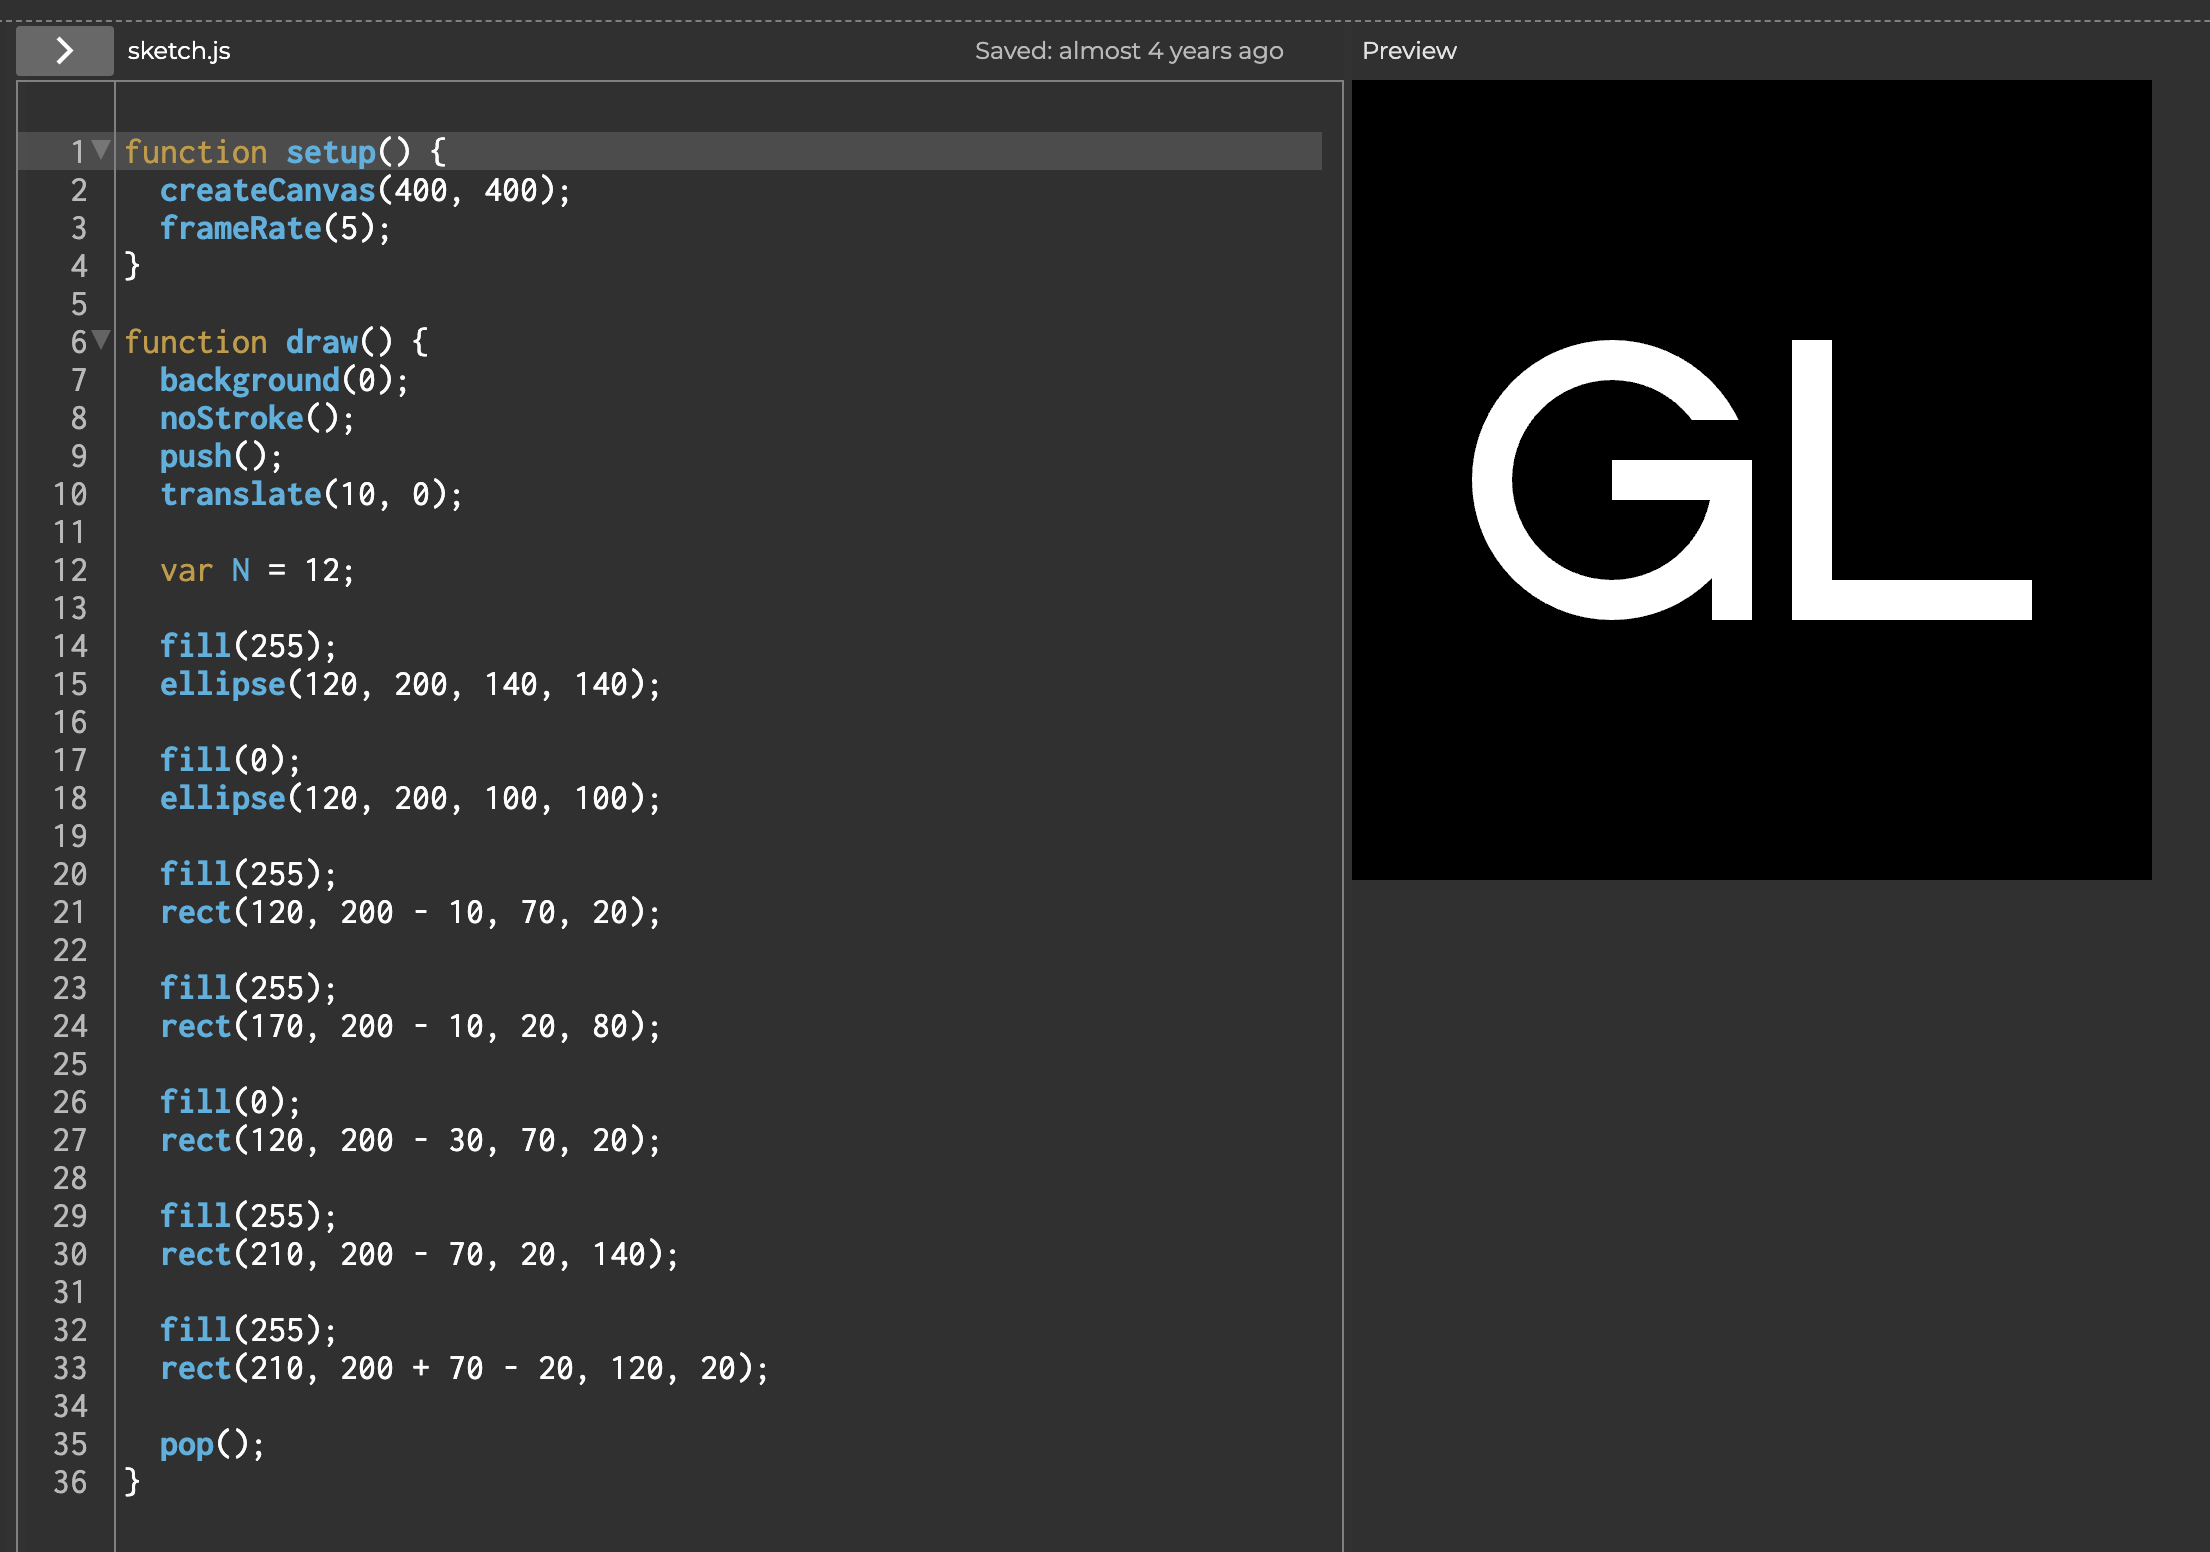 sketch.js
Saved: almost 4 years ago
Preview
1 function setup() {
2 createCanvas(400, 400);
3 frameRate(5);
4 }
5
6 function draw() {
7 background(0);
8 noStroke();
9 push();
10 translate(10, 0);
11
12 var N = 12;
13
14 fill(255);
15 ellipse(120, 200, 140, 140);
16
17 fill(0);
18 ellipse(120, 200, 100, 100);
19
20 fill(255);
21 rect(120, 200 - 10, 70, 20);
22
23 fill(255);
24 rect(170, 200 - 10, 20, 80);
25
26 fill(0);
27 rect(120, 200 - 30, 70, 20);
28
29 fill(255);
30 rect(210, 200 - 70, 20, 140);
31
32 fill(255);
33 rect(210, 200 + 70 - 20, 120, 20);
34
35 pop();
36 }
GL